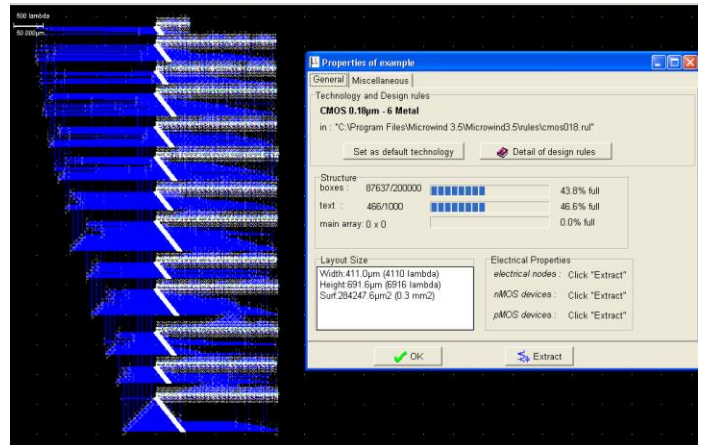 500 lambda
50.000µm
Properties of example
General
Miscellaneous
Technology and Design rules
CMOS 0.18µm - 6 Metal
in : "C:\Program Files\Microwind 3.5\Microwind3.5\rules\cmos018.rul"
Set as default technology
Detail of design rules
Structure
boxes : 87637/200000 43.8% full
text : 466/1000 46.6% full
main array: 0 x 0 0.0% full
Layout Size
Width:411.0µm (4110 lambda)
Height:691.6µm (6916 lambda)
Surf:284247.6µm2 (0.3 mm2)
Electrical Properties
electrical nodes : Click "Extract"
nMOS devices : Click "Extract"
pMOS devices : Click "Extract"
OK
Extract